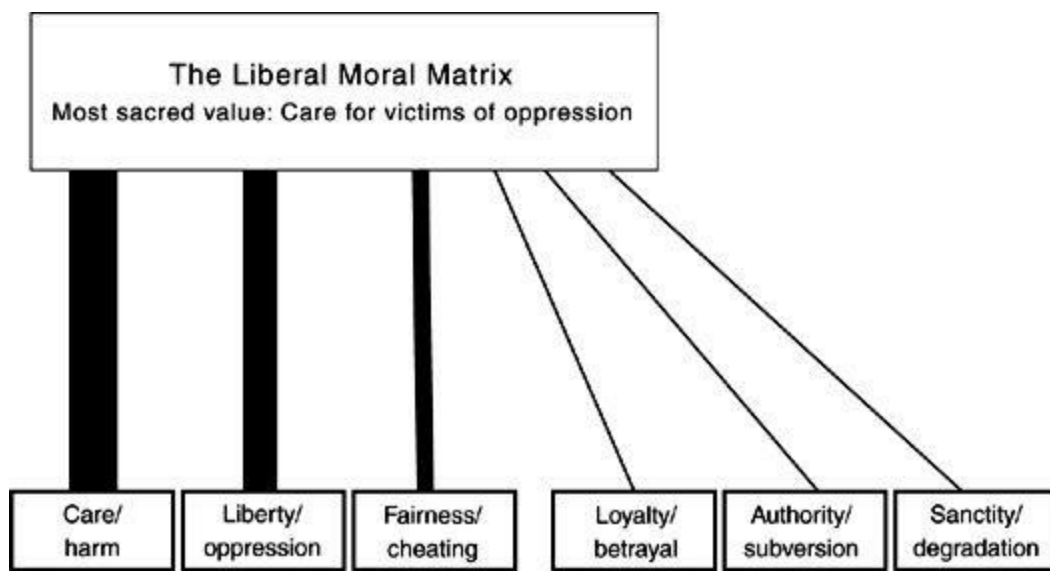 The Liberal Moral Matrix
Most sacred value: Care for victims of oppression
Care/
harm
Liberty/
oppression
Fairness/
cheating
Loyalty/
betrayal
Authority/
subversion
Sanctity/
degradation